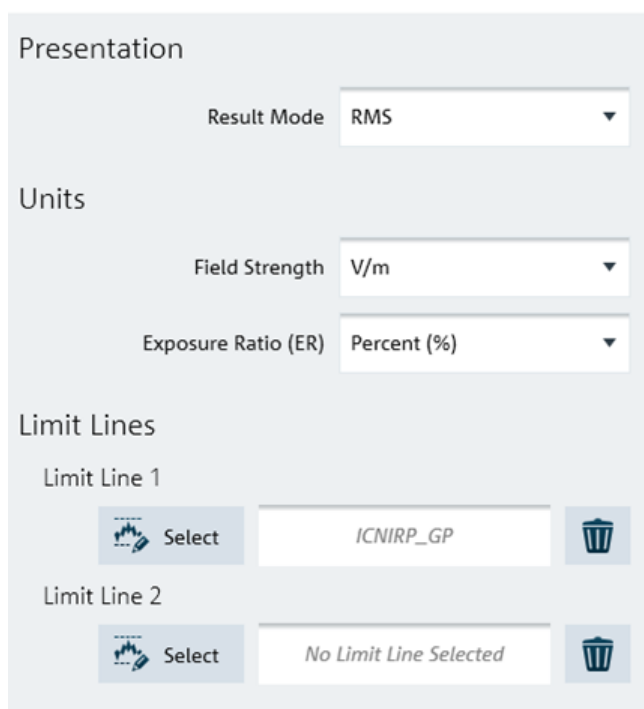 Presentation
Result Mode RMS
Units
Field Strength V/m
Exposure Ratio (ER) Percent (%)
Limit Lines
Limit Line 1
Select ICNIRP_GP
Limit Line 2
Select No Limit Line Selected